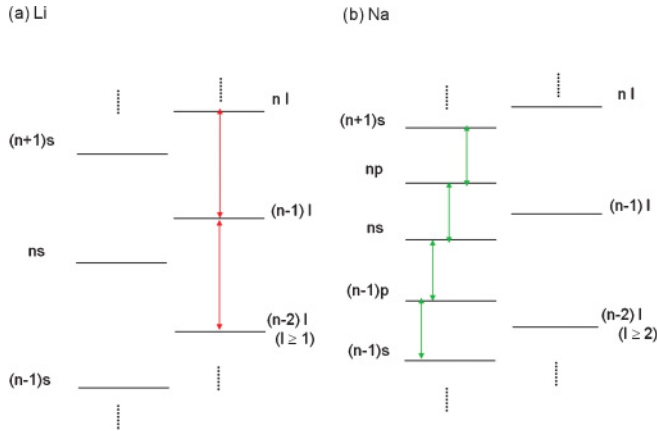 (a) Li
n l
(n+1)s
(n-1) l
ns
(n-2) l
(l ≥ 1)
(n-1)s
(b) Na
n l
(n+1)s
np
(n-1) l
ns
(n-1)p
(n-2) l
(l ≥ 2)
(n-1)s